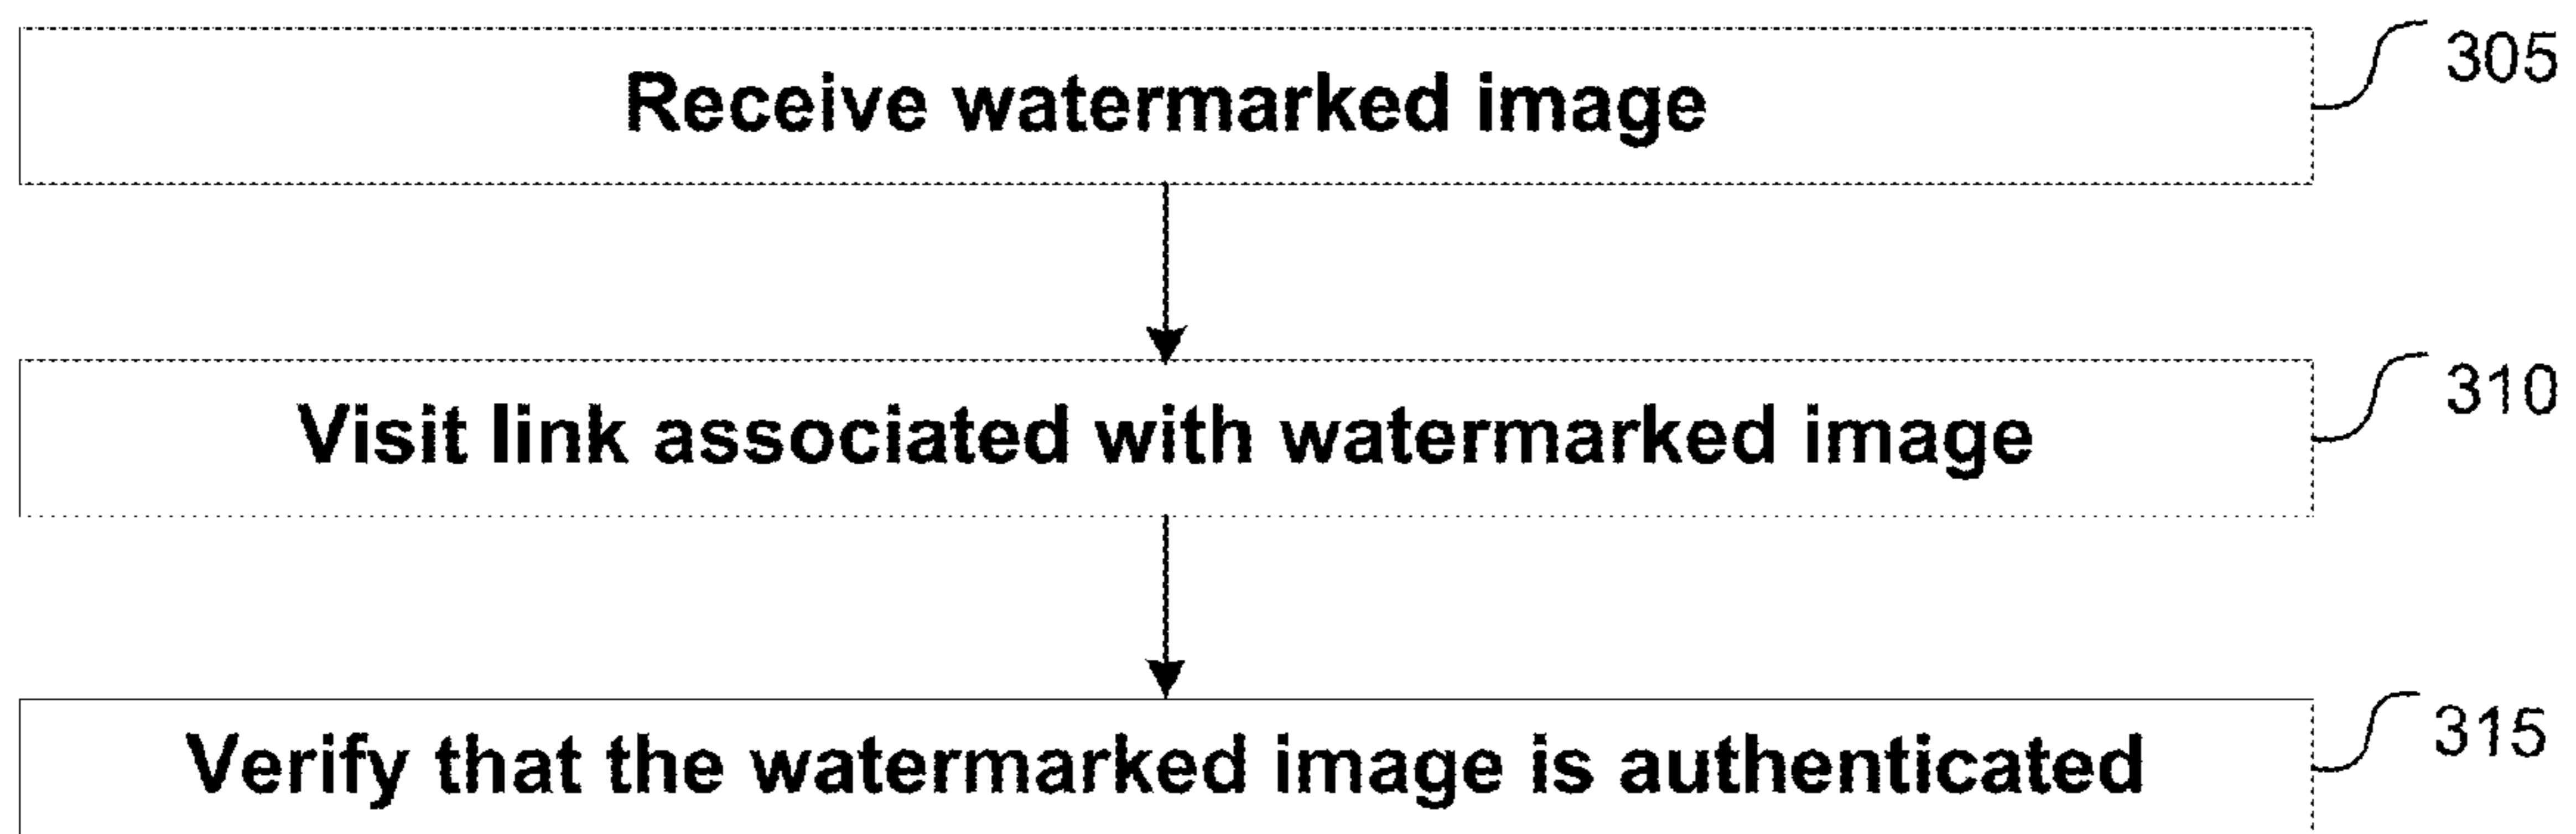 Receive watermarked image
305
Visit link associated with watermarked image
310
Verify that the watermarked image is authenticated
315